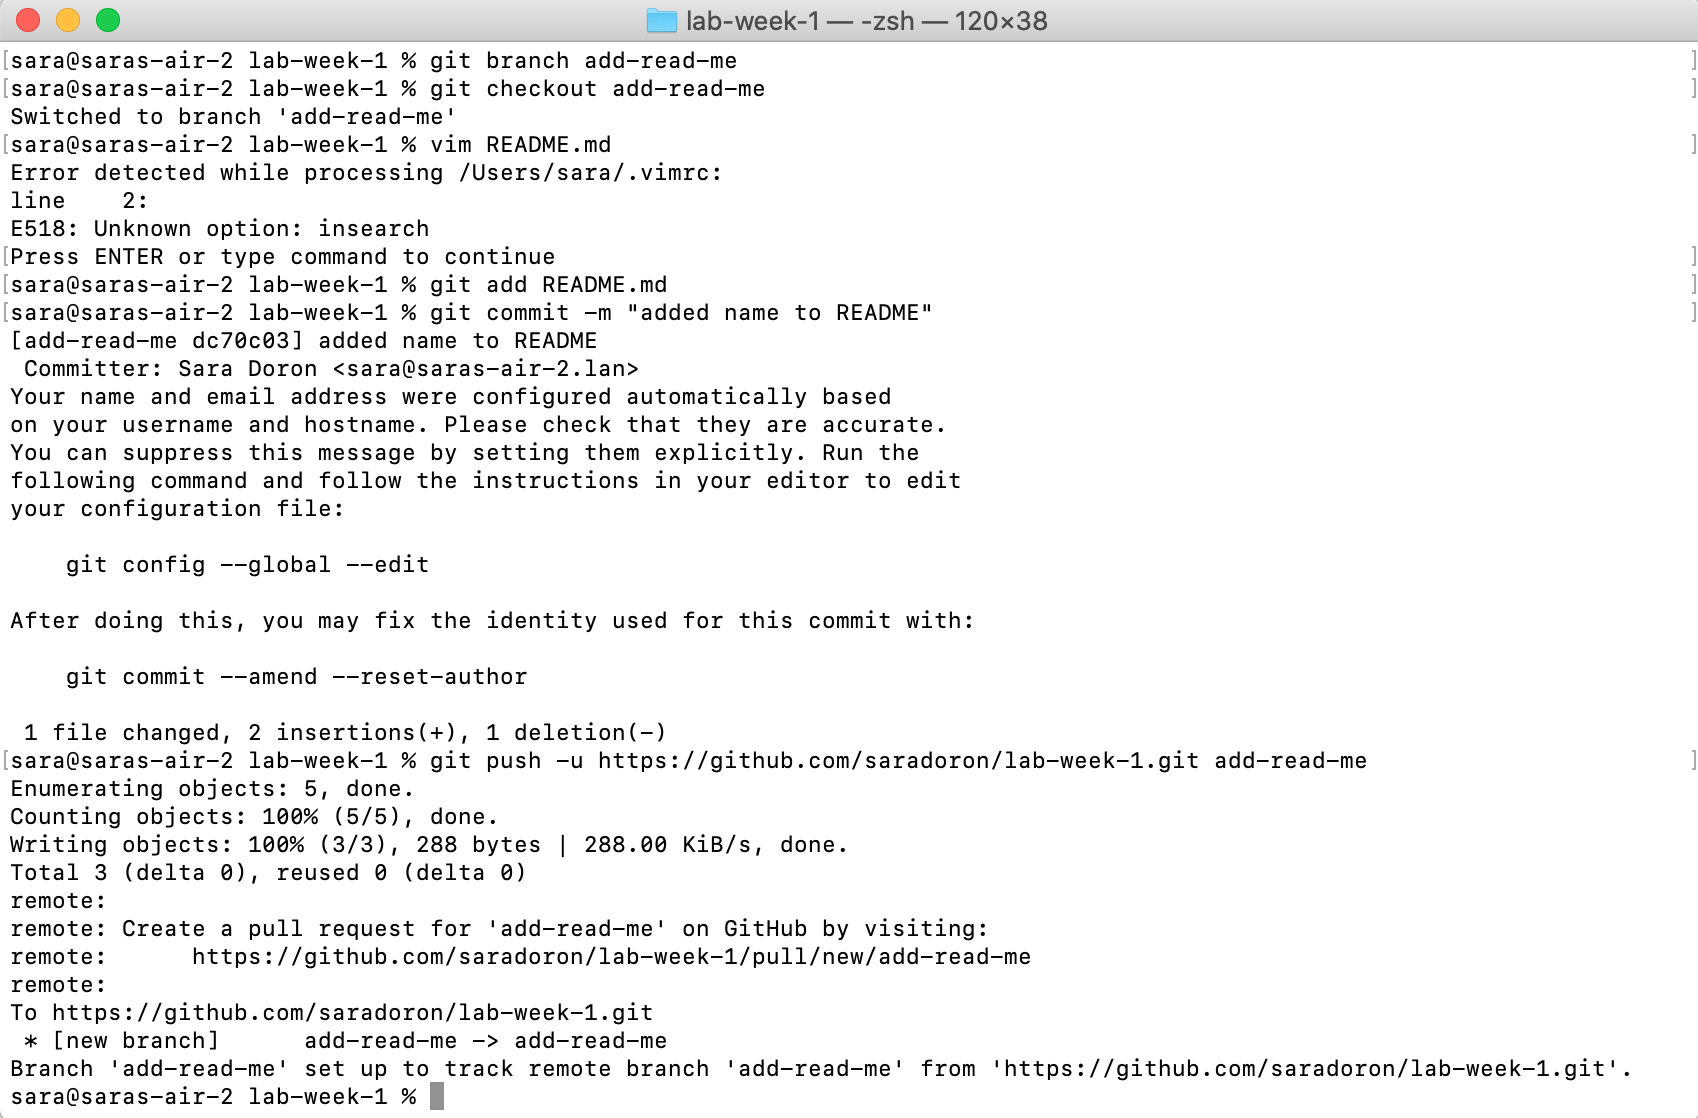 lab-week-1 — -zsh — 120×38
[sara@saras-air-2 lab-week-1 % git branch add-read-me ]
[sara@saras-air-2 lab-week-1 % git checkout add-read-me ]
Switched to branch 'add-read-me'
[sara@saras-air-2 lab-week-1 % vim README.md ]
Error detected while processing /Users/sara/.vimrc:
line    2:
E518: Unknown option: insearch
[Press ENTER or type command to continue ]
[sara@saras-air-2 lab-week-1 % git add README.md ]
[sara@saras-air-2 lab-week-1 % git commit -m "added name to README" ]
[add-read-me dc70c03] added name to README
 Committer: Sara Doron <sara@saras-air-2.lan>
Your name and email address were configured automatically based
on your username and hostname. Please check that they are accurate.
You can suppress this message by setting them explicitly. Run the
following command and follow the instructions in your editor to edit
your configuration file:
    git config --global --edit
After doing this, you may fix the identity used for this commit with:
    git commit --amend --reset-author
 1 file changed, 2 insertions(+), 1 deletion(-)
[sara@saras-air-2 lab-week-1 % git push -u https://github.com/saradoron/lab-week-1.git add-read-me ]
Enumerating objects: 5, done.
Counting objects: 100% (5/5), done.
Writing objects: 100% (3/3), 288 bytes | 288.00 KiB/s, done.
Total 3 (delta 0), reused 0 (delta 0)
remote:
remote: Create a pull request for 'add-read-me' on GitHub by visiting:
remote:      https://github.com/saradoron/lab-week-1/pull/new/add-read-me
remote:
To https://github.com/saradoron/lab-week-1.git
 * [new branch]      add-read-me -> add-read-me
Branch 'add-read-me' set up to track remote branch 'add-read-me' from 'https://github.com/saradoron/lab-week-1.git'.
sara@saras-air-2 lab-week-1 %